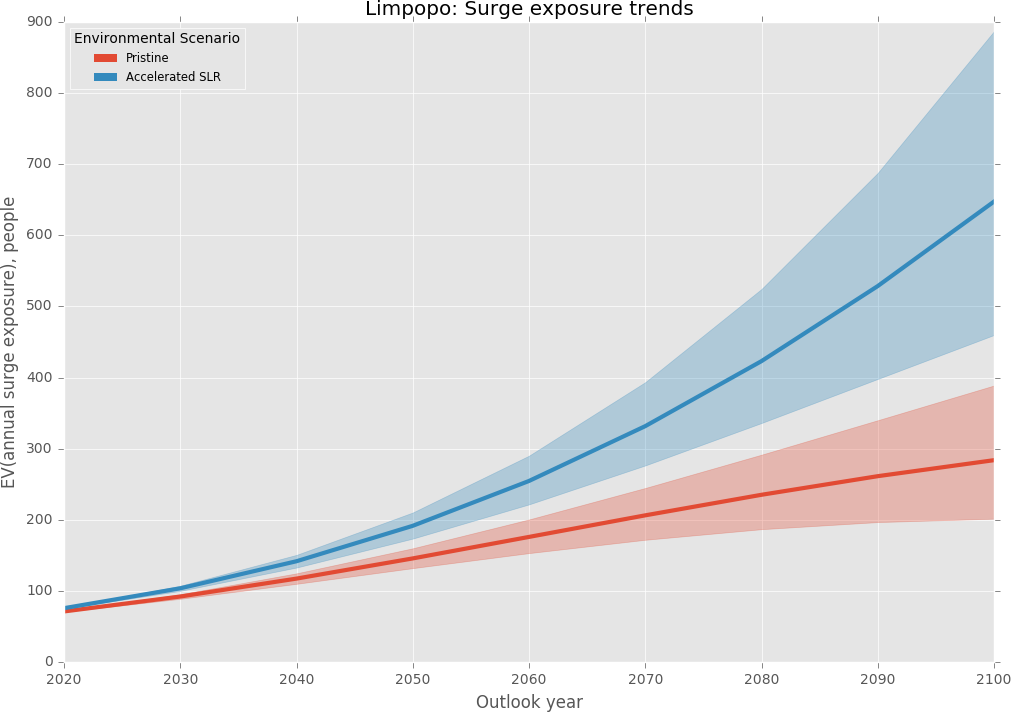 Limpopo: Surge exposure trends
Environmental Scenario
Pristine
Accelerated SLR
EV(annual surge exposure), people
900
800
700
600
500
400
300
200
100
0
2020 2030 2040 2050 2060 2070 2080 2090 2100
Outlook year